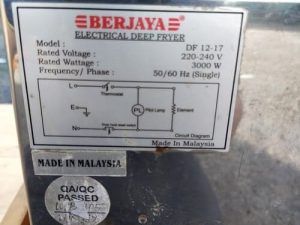 BERJAYA
ELECTRICAL DEEP FRYER
Model : DF 12-17
Rated Voltage : 220-240 V
Rated Wattage : 3000 W
Frequency/ Phase : 50/60 Hz (Single)
L
Thermostat
E
PL
Pilot Lamp
Element
N
Circuit Diagram
Made In Malaysia
MADE IN MALAYSIA
QA/QC
PASSED